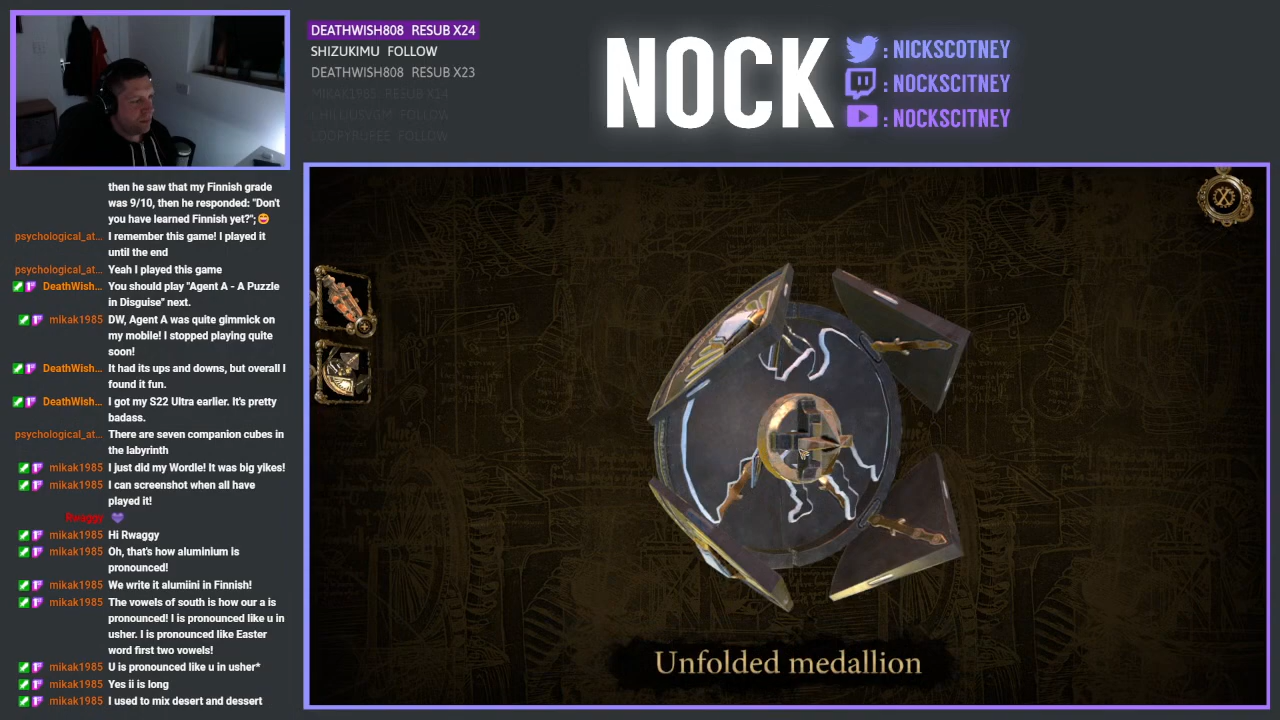 DEATHWISH808 RESUB X24
SHIZUKIMU FOLLOW
DEATHWISH808 RESUB X23
MIKAK1985 RESUB X14
LOOPYRUPEE FOLLOW
NOCK
: NICKSCOTNEY
: NOCKSCITNEY
: NOCKSCITNEY
then he saw that my Finnish grade
was 9/10, then he responded: "Don't
you have learned Finnish yet?";
psychological_at... I remember this game! I played it
until the end
psychological_at... Yeah I played this game
DeathWish... You should play "Agent A - A Puzzle
in Disguise" next.
mikak1985 DW, Agent A was quite gimmick on
my mobile! I stopped playing quite
soon!
DeathWish... It had its ups and downs, but overall I
found it fun.
DeathWish... I got my S22 Ultra earlier. It's pretty
badass.
psychological_at... There are seven companion cubes in
the labyrinth
mikak1985 I just did my Wordle! It was big yikes!
mikak1985 I can screenshot when all have
played it!
Rwaggy
mikak1985 Hi Rwaggy
mikak1985 Oh, that's how aluminium is
pronounced!
mikak1985 We write it alumiini in Finnish!
mikak1985 The vowels of south is how our a is
pronounced! I is pronounced like u in
usher. I is pronounced like Easter
word first two vowels!
mikak1985 U is pronounced like u in usher*
mikak1985 Yes ii is long
mikak1985 I used to mix desert and dessert
Unfolded medallion